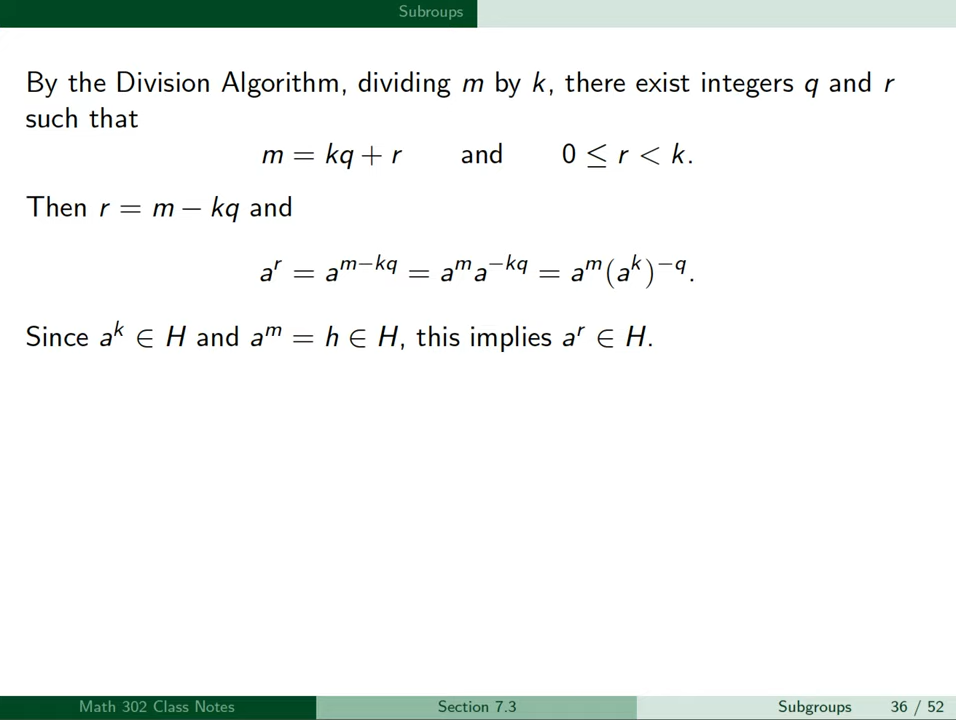 Subroups
By the Division Algorithm, dividing m by k, there exist integers q and r
such that
m = kq + r and 0 ≤ r < k.
Then r = m − kq and
a^r = a^{m−kq} = a^m a^{−kq} = a^m (a^k)^{−q}.
Since a^k ∈ H and a^m = h ∈ H, this implies a^r ∈ H.
Math 302 Class Notes Section 7.3 Subgroups 36 / 52